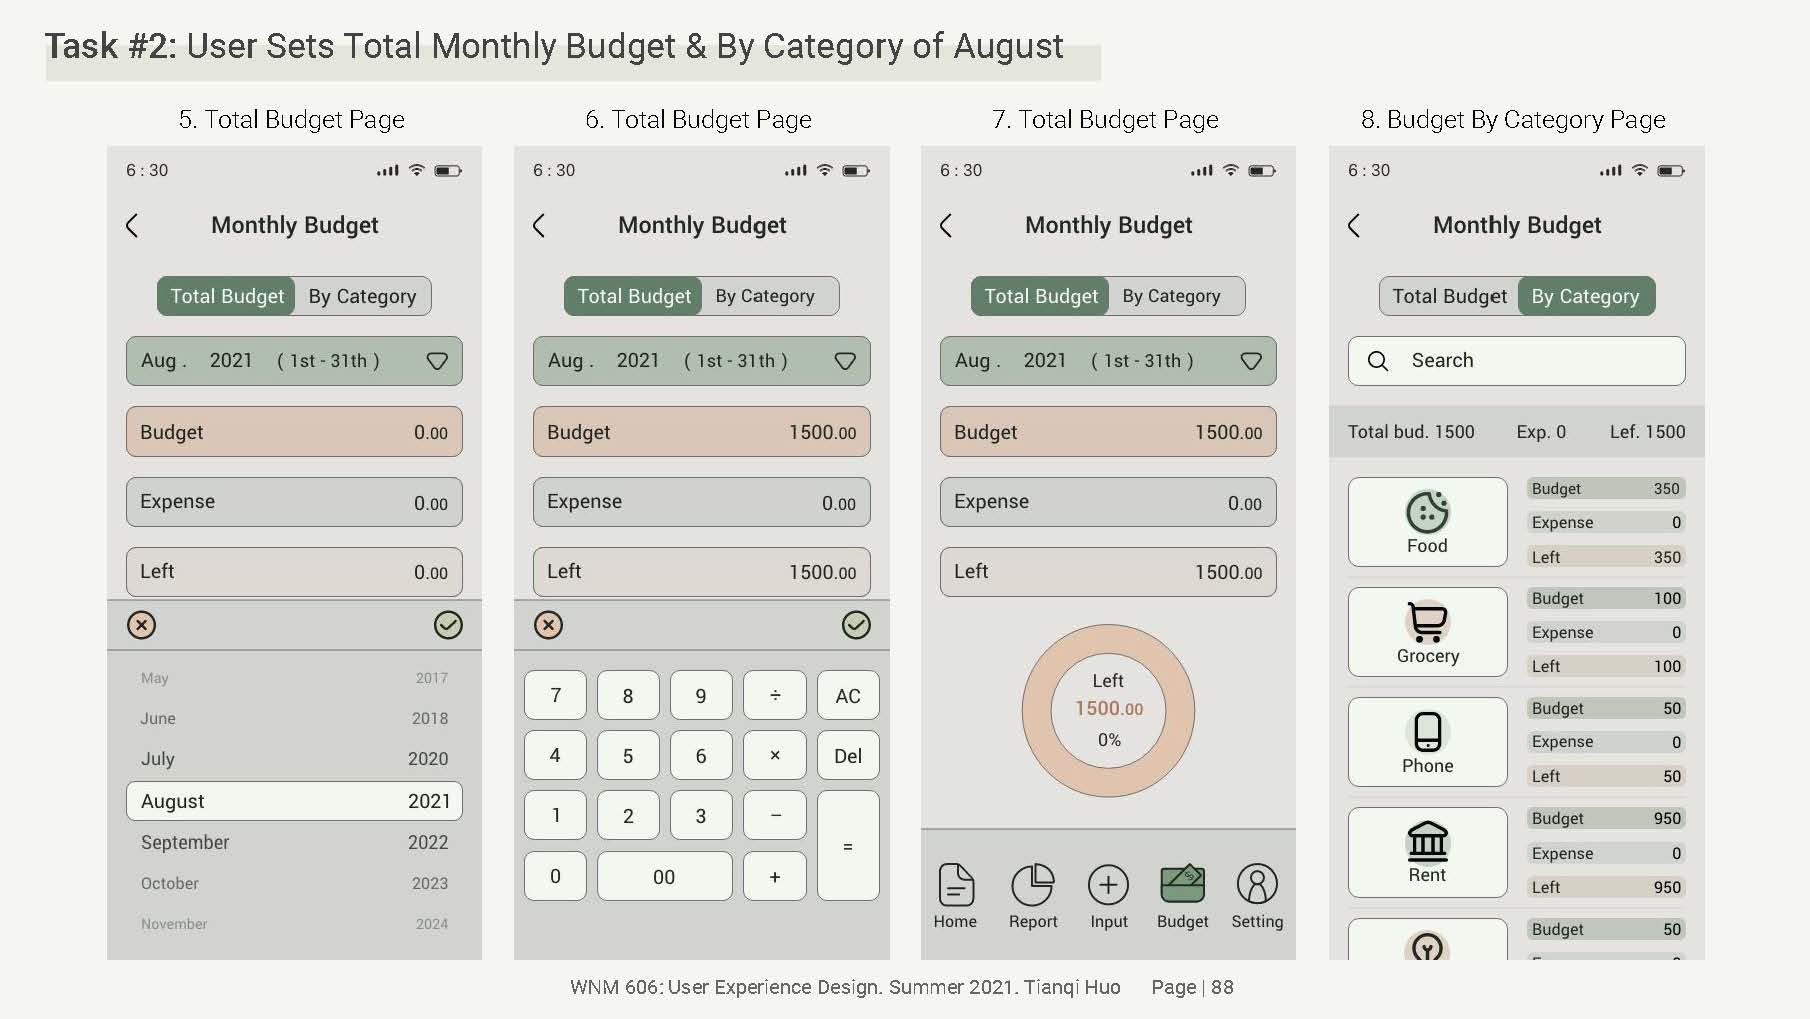 Task #2: User Sets Total Monthly Budget & By Category of August
5. Total Budget Page
6:30
Monthly Budget
Total Budget By Category
Aug . 2021 ( 1st - 31th )
Budget 0.00
Expense 0.00
Left 0.00
May 2017
June 2018
July 2020
August 2021
September 2022
October 2023
November 2024
6. Total Budget Page
6:30
Monthly Budget
Total Budget By Category
Aug . 2021 ( 1st - 31th )
Budget 1500.00
Expense 0.00
Left 1500.00
7 8 9 ÷ AC
4 5 6 × Del
1 2 3 −
=
0 00 +
7. Total Budget Page
6:30
Monthly Budget
Total Budget By Category
Aug . 2021 ( 1st - 31th )
Budget 1500.00
Expense 0.00
Left 1500.00
Left
1500.00
0%
Home Report Input Budget Setting
8. Budget By Category Page
6:30
Monthly Budget
Total Budget By Category
Search
Total bud. 1500 Exp. 0 Lef. 1500
Food
Budget 350
Expense 0
Left 350
Grocery
Budget 100
Expense 0
Left 100
Phone
Budget 50
Expense 0
Left 50
Rent
Budget 950
Expense 0
Left 950
Budget 50
WNM 606: User Experience Design. Summer 2021. Tianqi Huo Page | 88